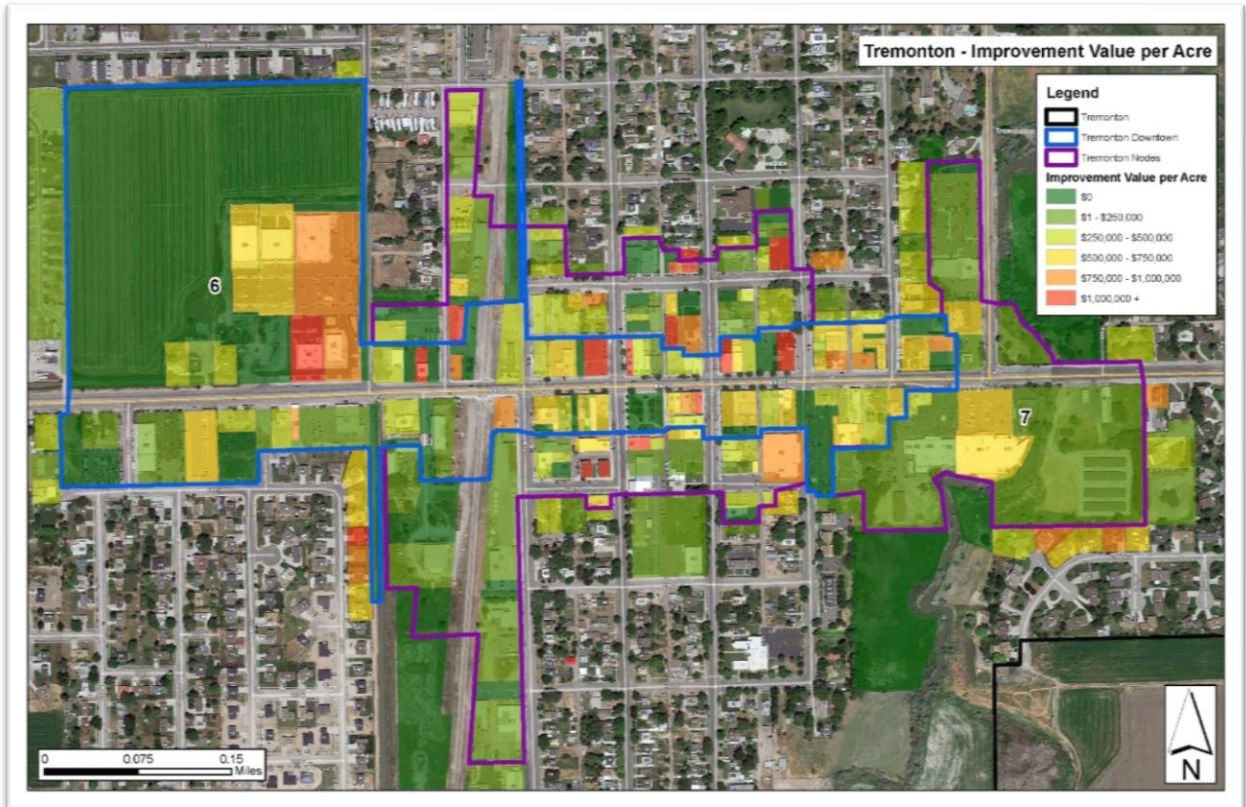 Tremonton - Improvement Value per Acre
Legend
Tremonton
Tremonton Downtown
Tremonton Nodes
Improvement Value per Acre
$0
$1 - $250,000
$250,000 - $500,000
$500,000 - $750,000
$750,000 - $1,000,000
$1,000,000 +
6
7
0 0.075 0.15
Miles
N